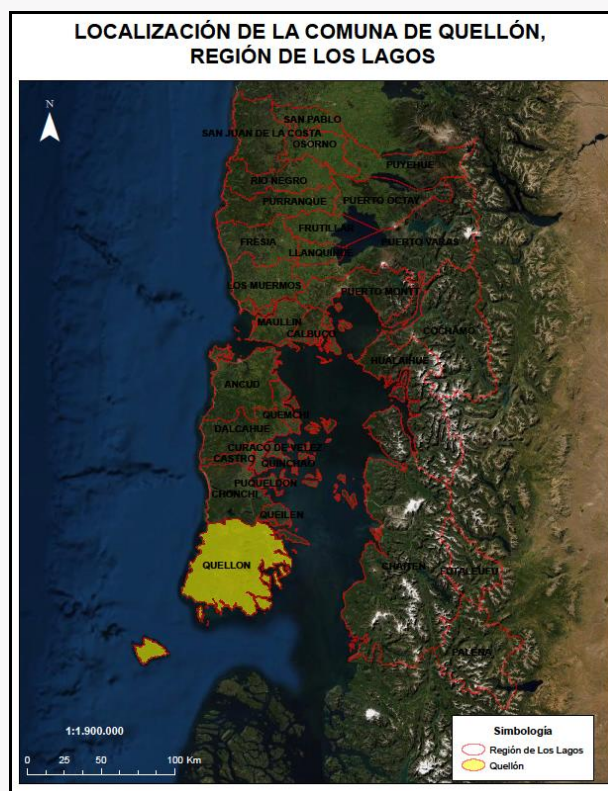 LOCALIZACIÓN DE LA COMUNA DE QUELLÓN,
REGIÓN DE LOS LAGOS
N
SAN PABLO
SAN JUAN DE LA COSTA
OSORNO
PUYEHUE
RIO NEGRO
PURRANQUE
PUERTO OCTAY
FRUTILLAR
FRESIA
PUERTO VARAS
LLANQUIHUE
LOS MUERMOS
PUERTO MONTT
MAULLIN
CALBUCO
COCHAMO
HUALAIHUE
ANCUD
QUEMCHI
DALCAHUE
CURACO DE VELEZ
CASTRO
QUINCHAO
PUQUELDON
CHONCHI
QUEILEN
QUELLON
CHAITEN
FUTALEUFU
PALENA
1:1.900.000
0 25 50 100 Km
Simbología
Región de Los Lagos
Quellón